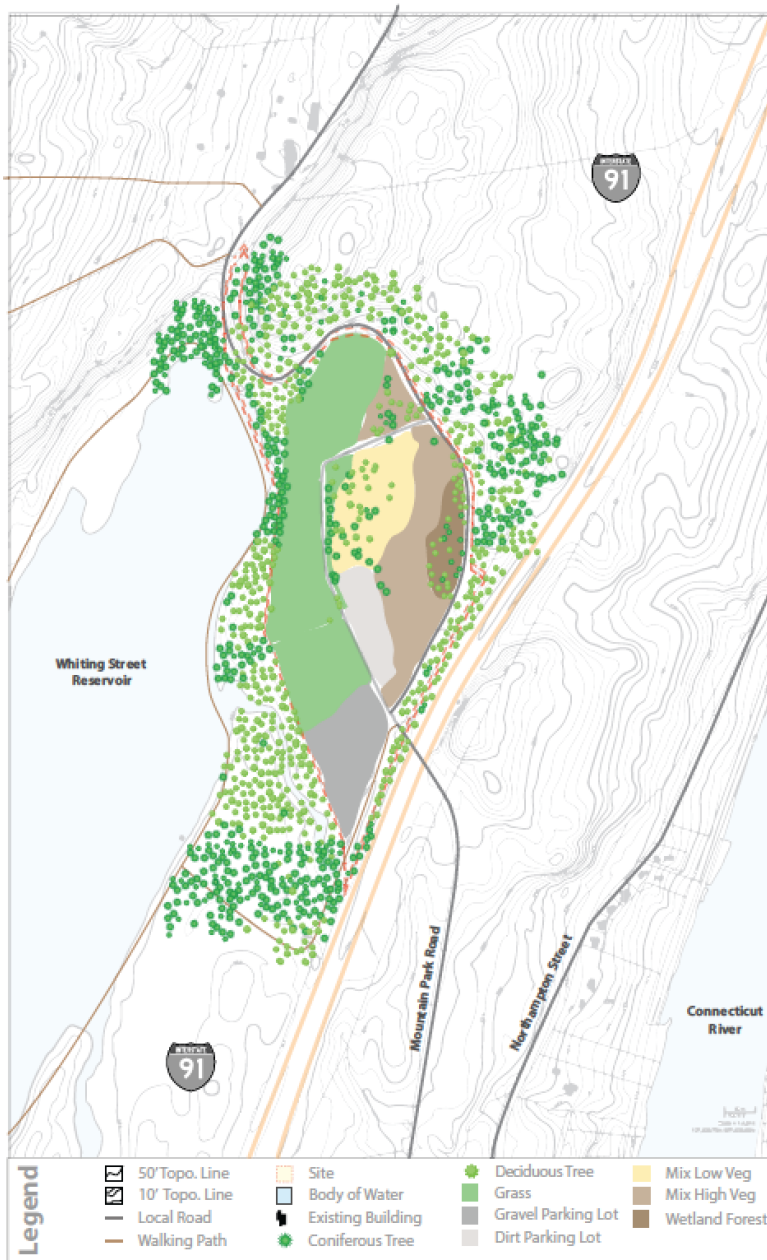 INTERSTATE
91
Whiting Street
Reservoir
Mountain Park Road
Northampton Street
Connecticut
River
INTERSTATE
91
Legend
50' Topo. Line
10' Topo. Line
Local Road
Walking Path
Site
Body of Water
Existing Building
Coniferous Tree
Deciduous Tree
Grass
Gravel Parking Lot
Dirt Parking Lot
Mix Low Veg
Mix High Veg
Wetland Forest